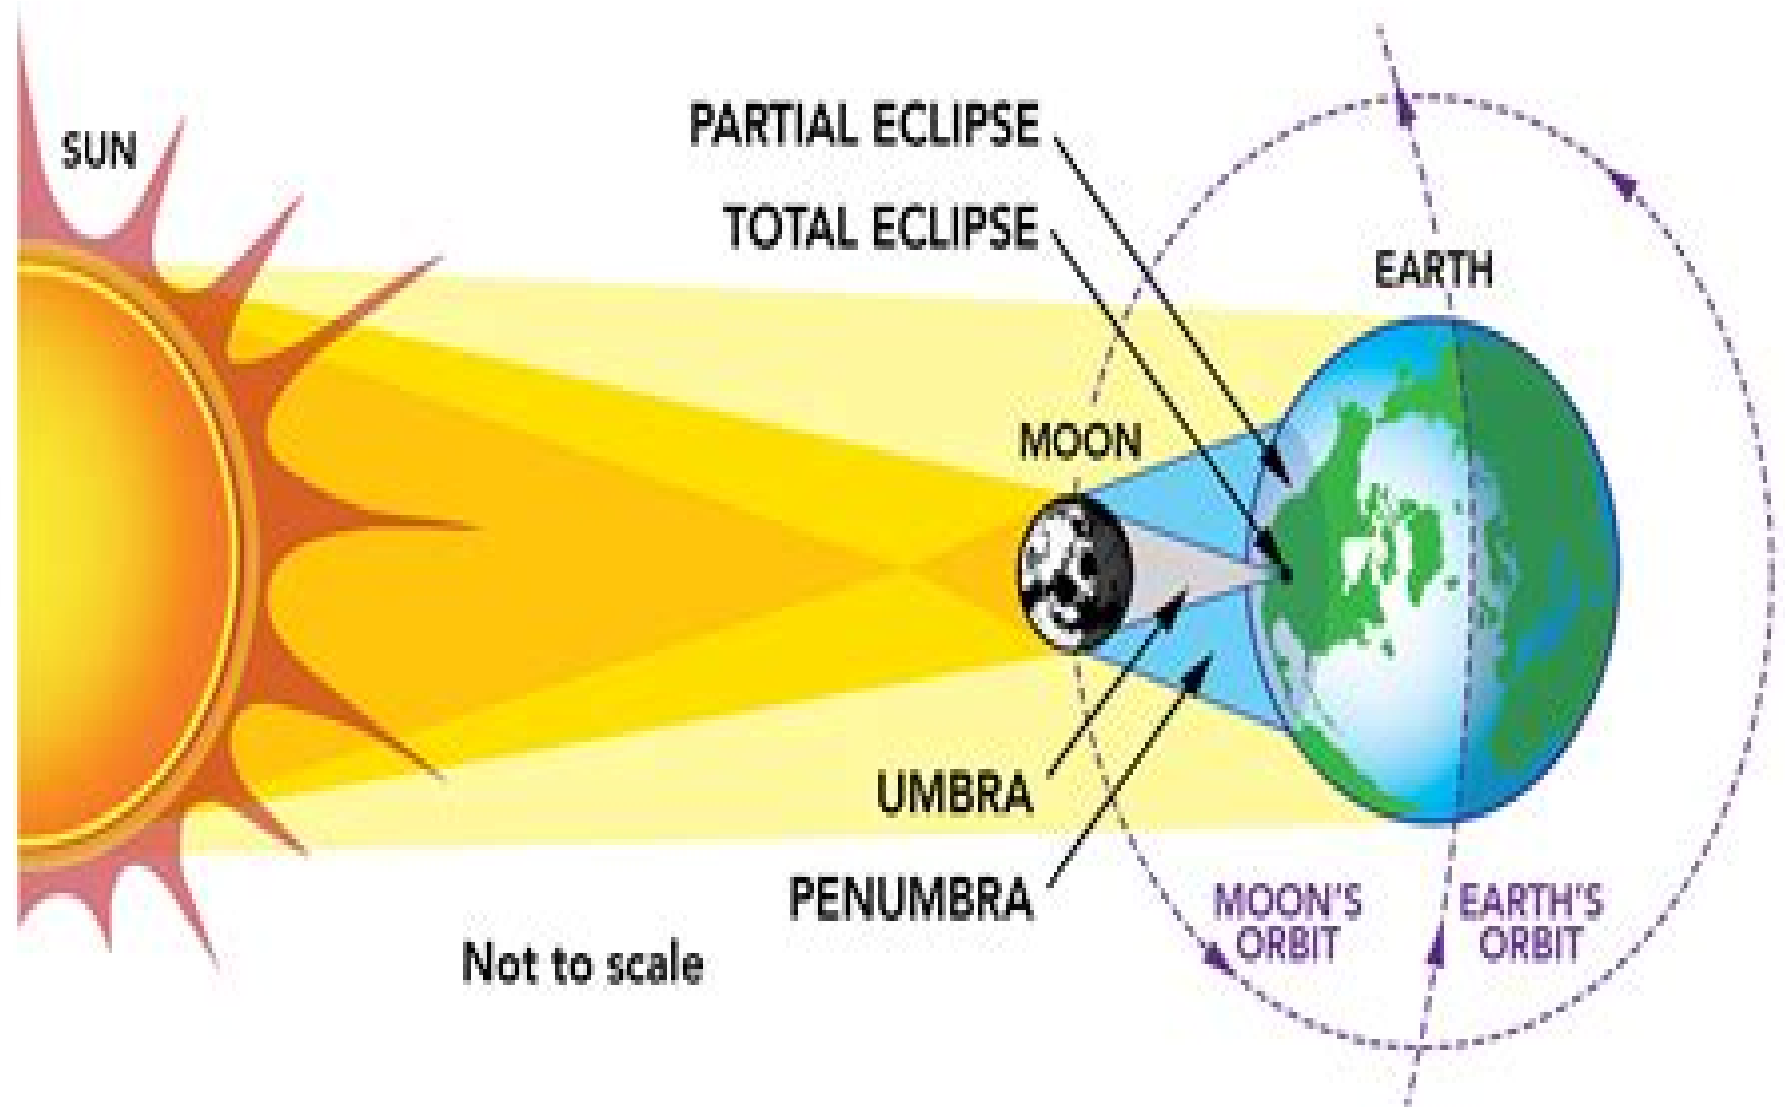 SUN
PARTIAL ECLIPSE
TOTAL ECLIPSE
EARTH
MOON
UMBRA
PENUMBRA
MOON'S
ORBIT
EARTH'S
ORBIT
Not to scale